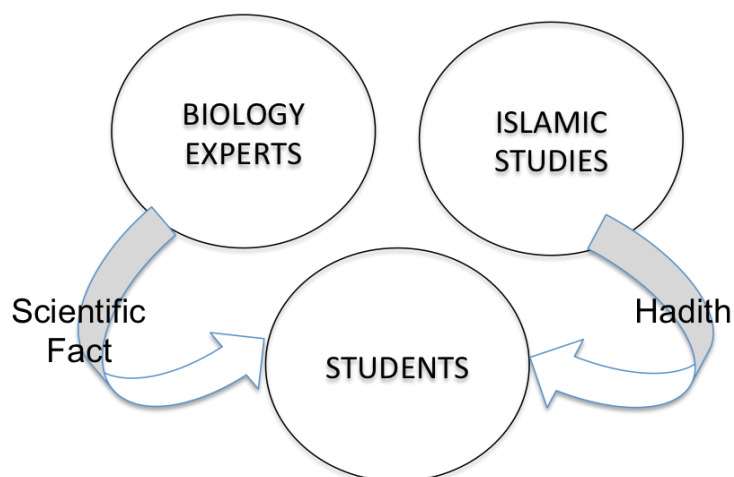 BIOLOGY
EXPERTS
ISLAMIC
STUDIES
Scientific
Fact
Hadith
STUDENTS